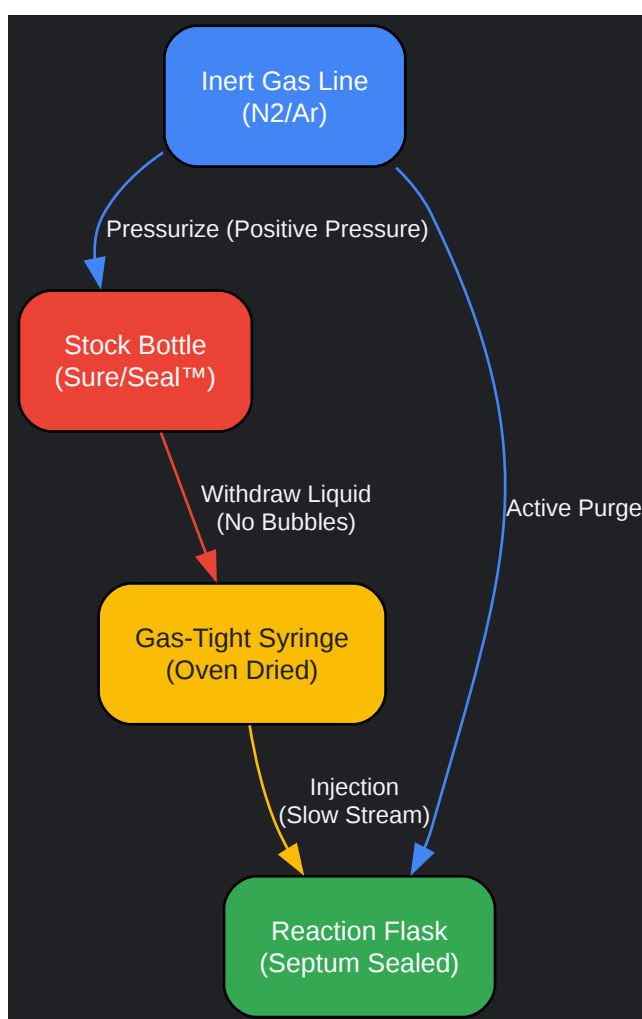 Inert Gas Line
(N2/Ar)
Pressurize (Positive Pressure)
Stock Bottle
(Sure/Seal™)
Withdraw Liquid
(No Bubbles)
Active Purge
Gas-Tight Syringe
(Oven Dried)
Injection
(Slow Stream)
Reaction Flask
(Septum Sealed)